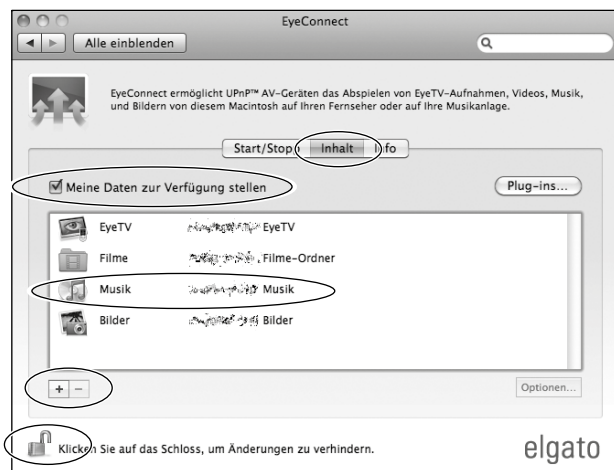 EyeConnect
Alle einblenden
EyeConnect ermöglicht UPnP™ AV-Geräten das Abspielen von EyeTV-Aufnahmen, Videos, Musik,
und Bildern von diesem Macintosh auf Ihren Fernseher oder auf Ihre Musikanlage.
Start/Stopp Inhalt Info
Meine Daten zur Verfügung stellen Plug-ins...
EyeTV EyeTV
Filme Filme-Ordner
Musik Musik
Bilder Bilder
+ − Optionen...
Klicken Sie auf das Schloss, um Änderungen zu verhindern. elgato